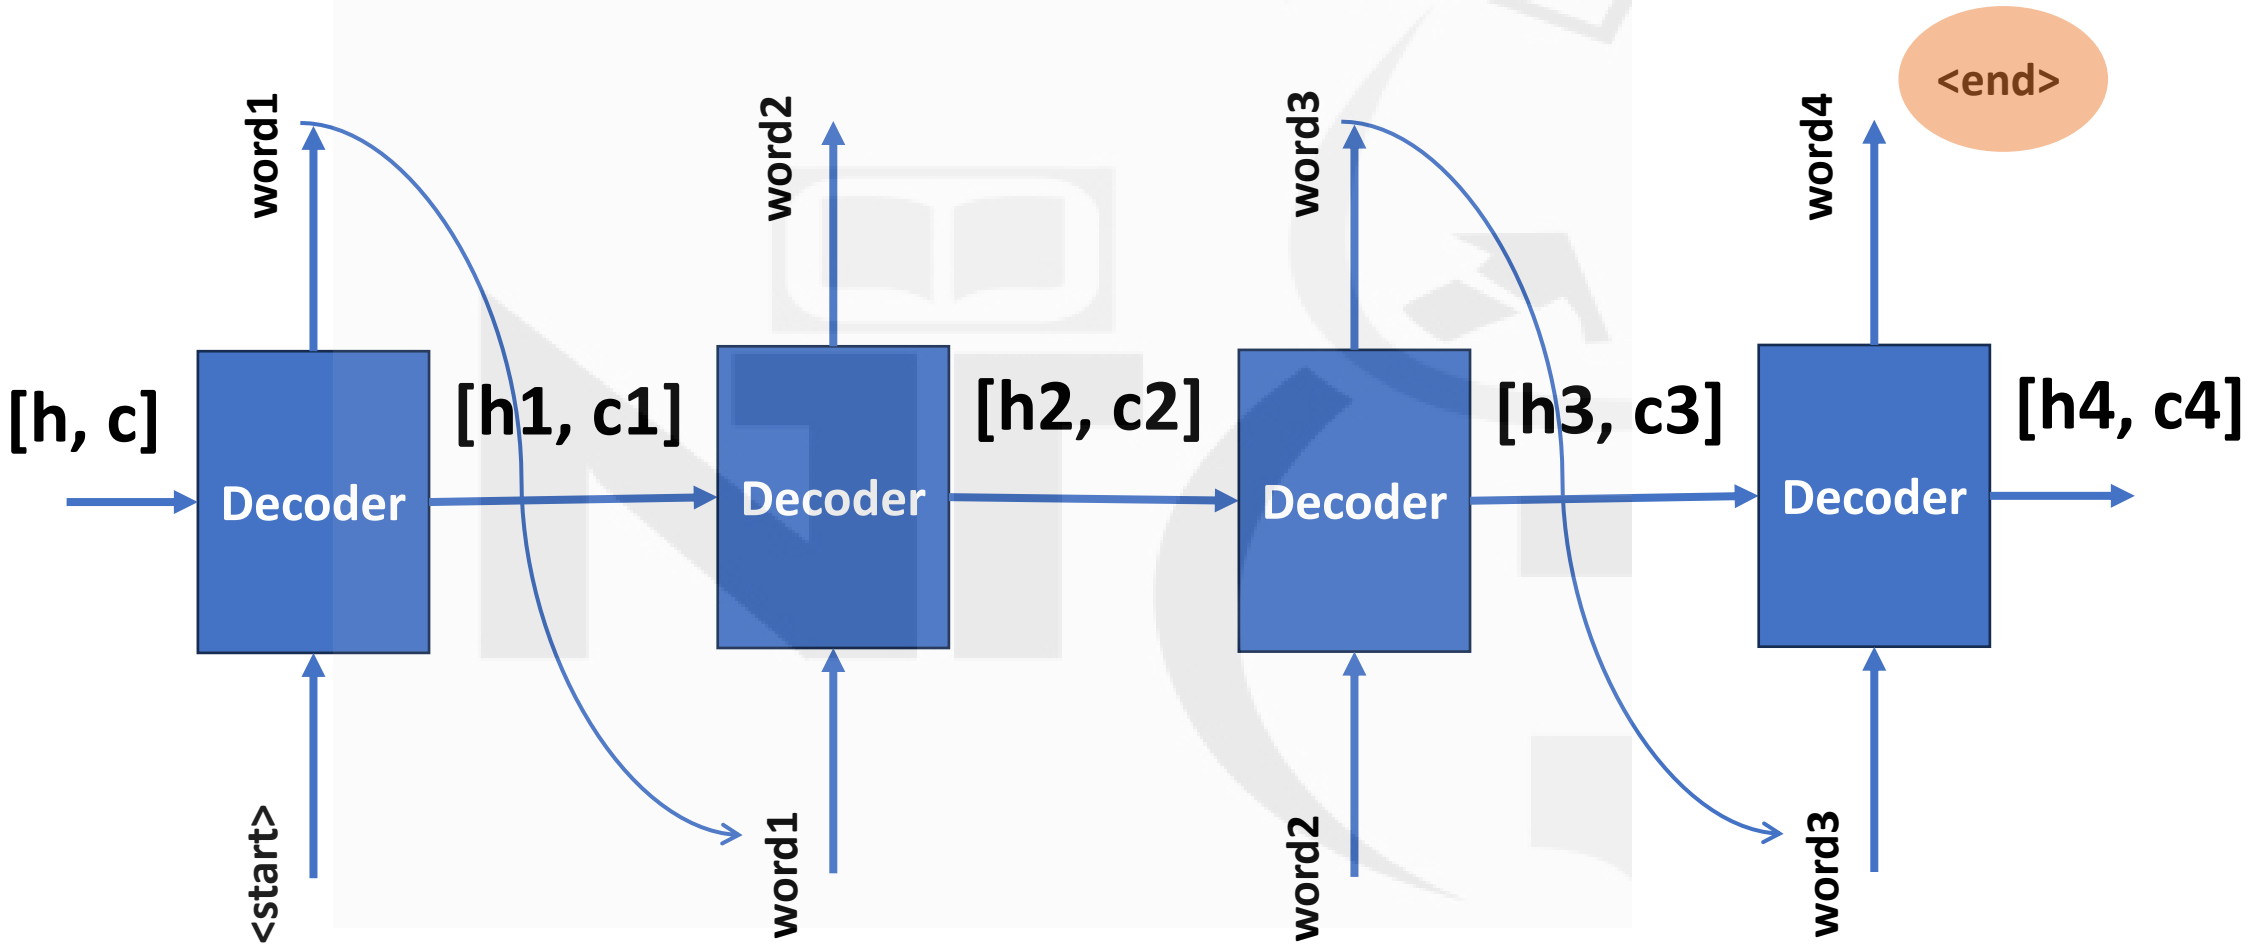 word1
word2
word3
word4
<end>
[h, c]
[h1, c1]
[h2, c2]
[h3, c3]
[h4, c4]
Decoder
Decoder
Decoder
Decoder
<start>
word1
word2
word3